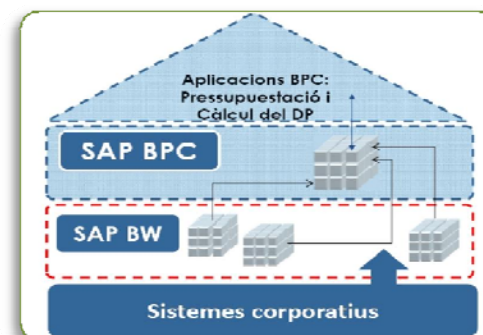 Aplicacions BPC:
Pressupuestació i
Càlcul del DP
SAP BPC
SAP BW
Sistemes corporatius